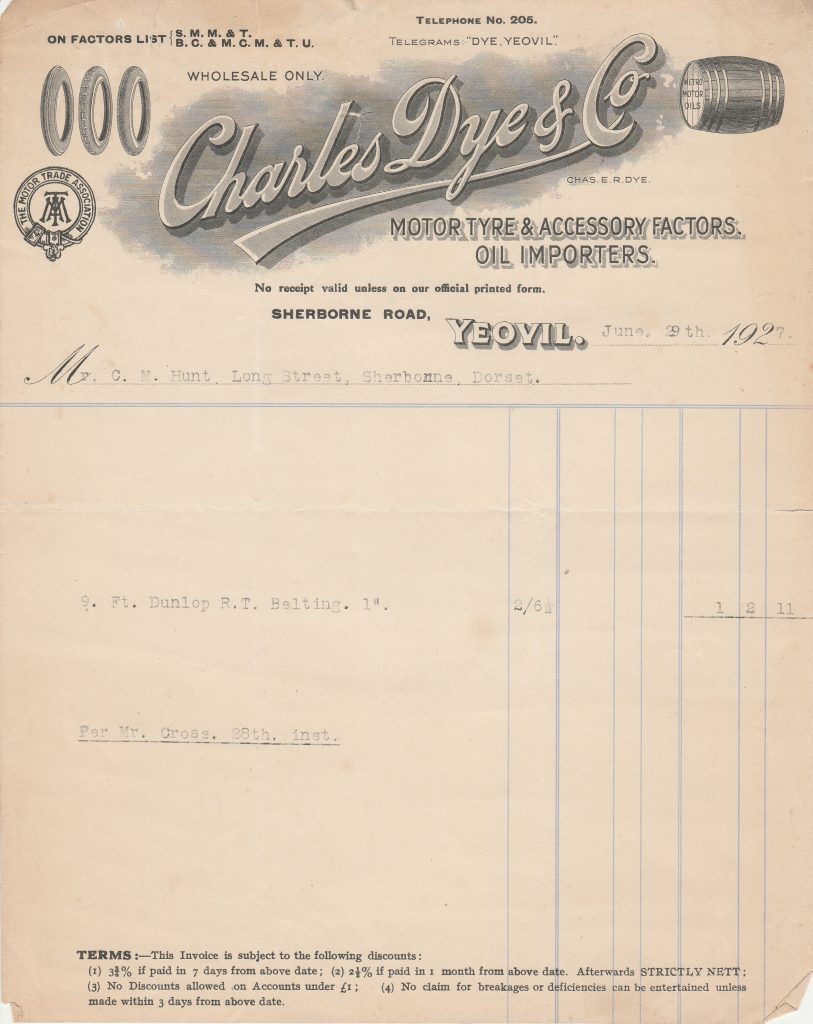 TELEPHONE NO. 205.
ON FACTORS LIST { S. M. M. & T.
B. C. & M. C. M. & T. U.
TELEGRAMS:-"DYE, YEOVIL".
WHOLESALE ONLY.
METRO
MOTOR
OILS
Charles Dye & Co
THE MOTOR TRADE ASSOCIATION
MTA
CHAS. E. R. DYE.
MOTOR TYRE & ACCESSORY FACTORS.
OIL IMPORTERS.
No receipt valid unless on our official printed form.
SHERBORNE ROAD,
YEOVIL. June. 29th. 1927.
Mr. C. M. Hunt, Long Street, Sherborne, Dorset.
9. Ft. Dunlop R.T. Belting. 1". 2/6½ 1 2 11
Per Mr. Cross. 28th. inst.
TERMS :—This Invoice is subject to the following discounts :
(1) 3¾% if paid in 7 days from above date ; (2) 2½% if paid in 1 month from above date. Afterwards STRICTLY NETT ;
(3) No Discounts allowed on Accounts under £1 ; (4) No claim for breakages or deficiencies can be entertained unless
made within 3 days from above date.